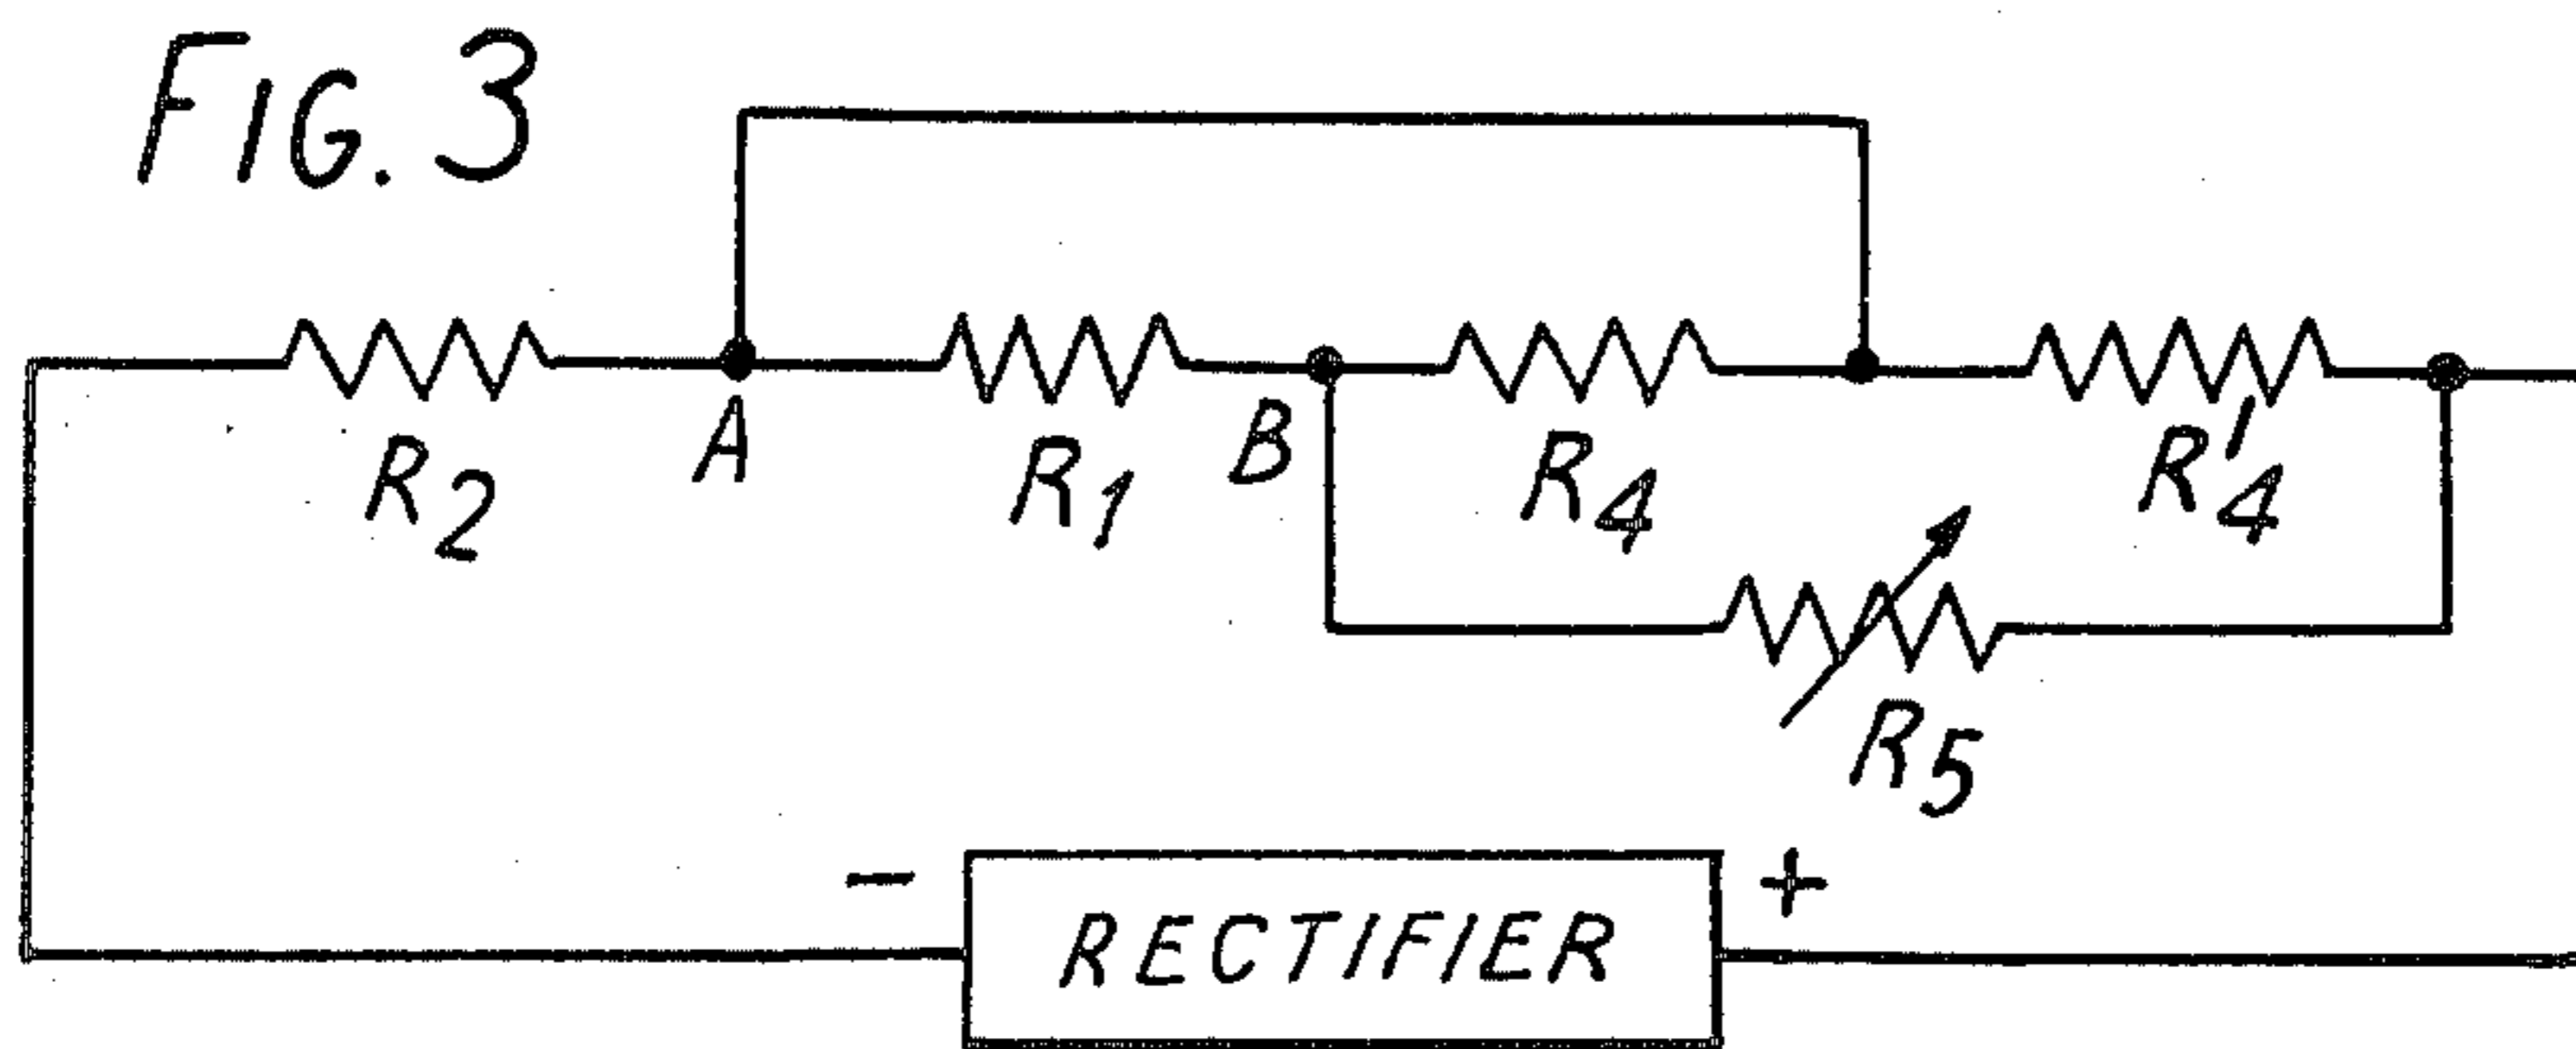 FIG. 3
R2
A
R1
B
R4
R'4
R5
- RECTIFIER +